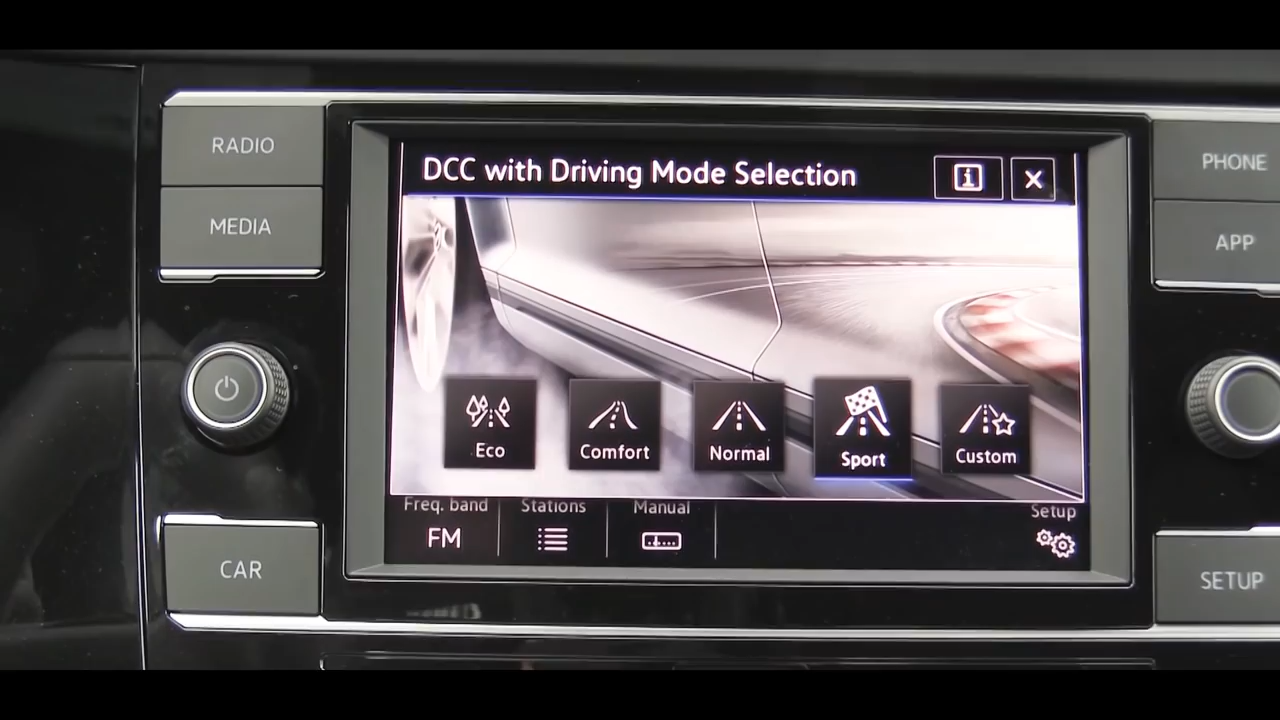 RADIO
MEDIA
CAR
DCC with Driving Mode Selection
Eco
Comfort
Normal
Sport
Custom
Freq. band
Stations
Manual
Setup
FM
PHONE
APP
SETUP